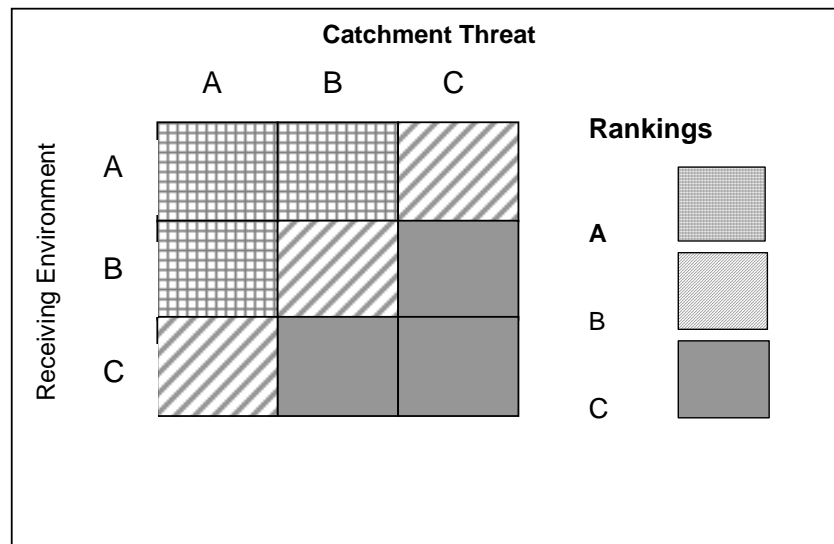 Catchment Threat
A B C
Rankings
Receiving Environment
A
B
C
A
B
C